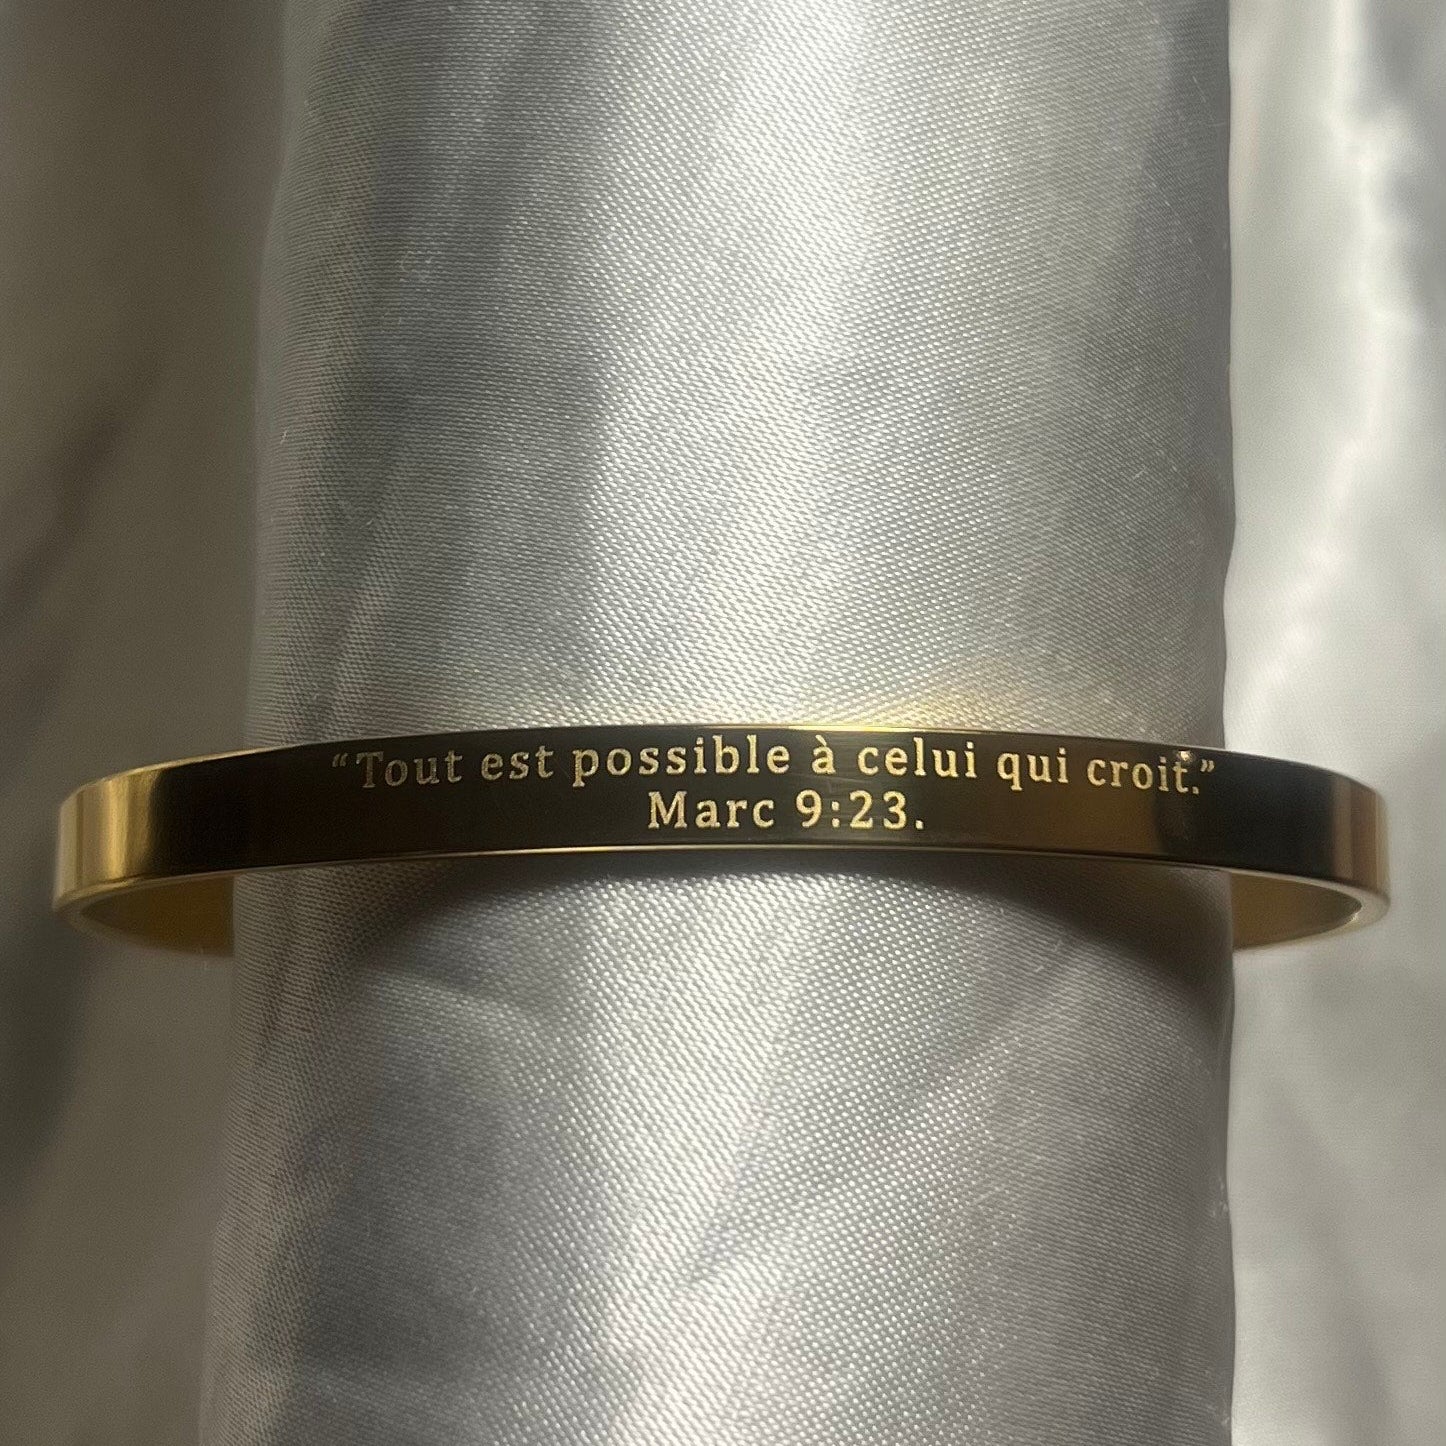 “Tout est possible à celui qui croit.”
Marc 9:23.